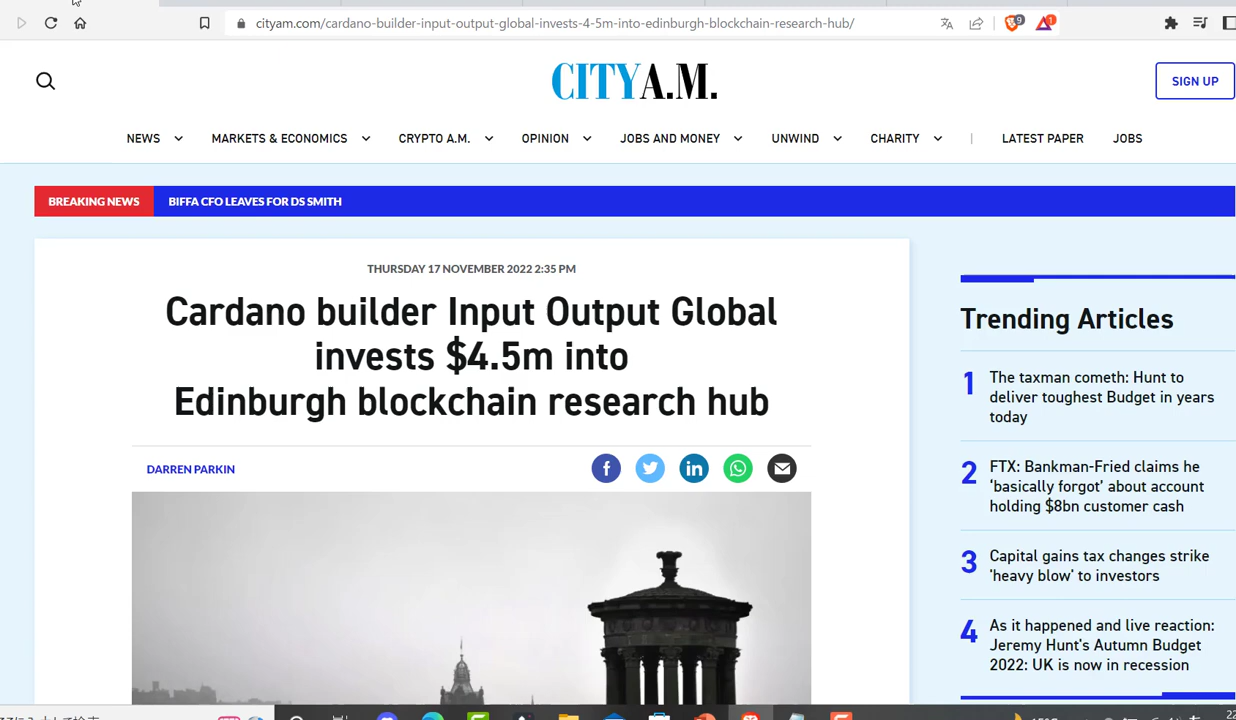 cityam.com/cardano-builder-input-output-global-invests-4-5m-into-edinburgh-blockchain-research-hub/
9
1
CITYA.M.
SIGN UP
NEWS
MARKETS & ECONOMICS
CRYPTO A.M.
OPINION
JOBS AND MONEY
UNWIND
CHARITY
LATEST PAPER
JOBS
BREAKING NEWS
BIFFA CFO LEAVES FOR DS SMITH
THURSDAY 17 NOVEMBER 2022 2:35 PM
Cardano builder Input Output Global
invests $4.5m into
Edinburgh blockchain research hub
DARREN PARKIN
Trending Articles
1
The taxman cometh: Hunt to
deliver toughest Budget in years
today
2
FTX: Bankman-Fried claims he
‘basically forgot’ about account
holding $8bn customer cash
3
Capital gains tax changes strike
'heavy blow' to investors
4
As it happened and live reaction:
Jeremy Hunt's Autumn Budget
2022: UK is now in recession